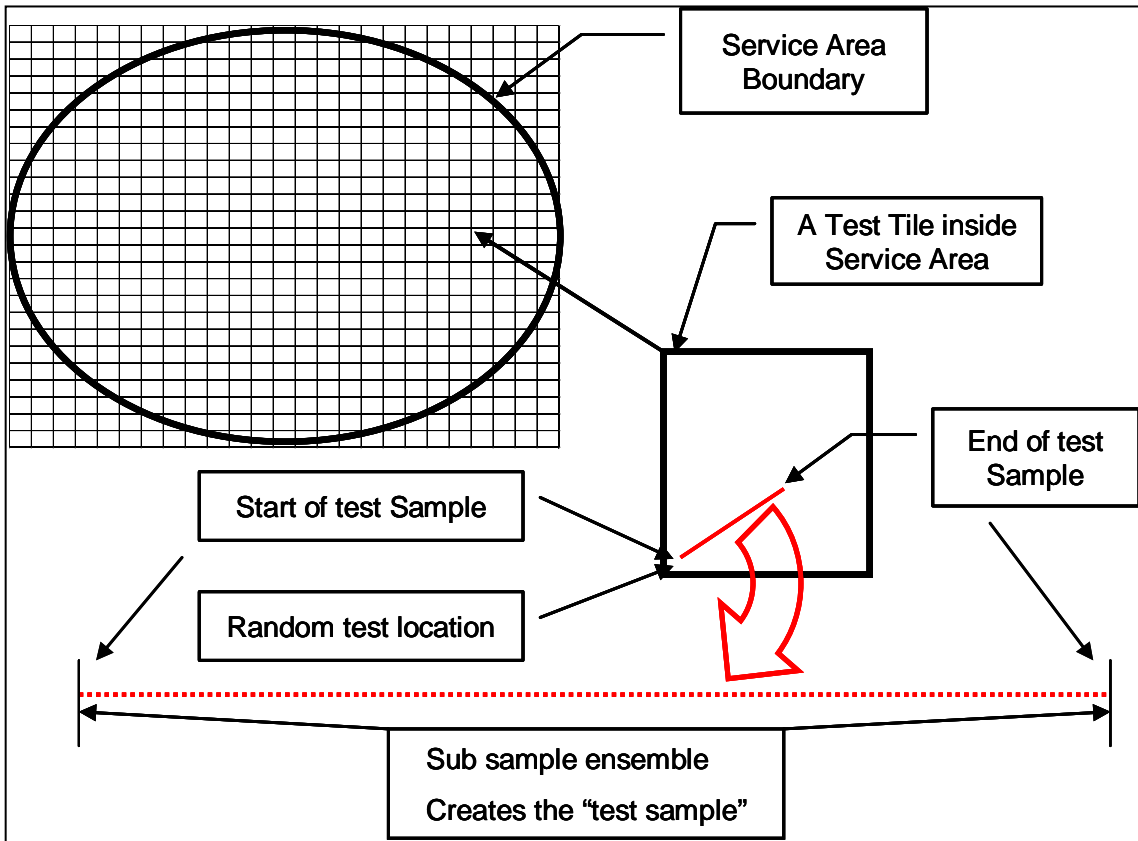 Service Area
Boundary
A Test Tile inside
Service Area
End of test
Sample
Start of test Sample
Random test location
Sub sample ensemble
Creates the “test sample”